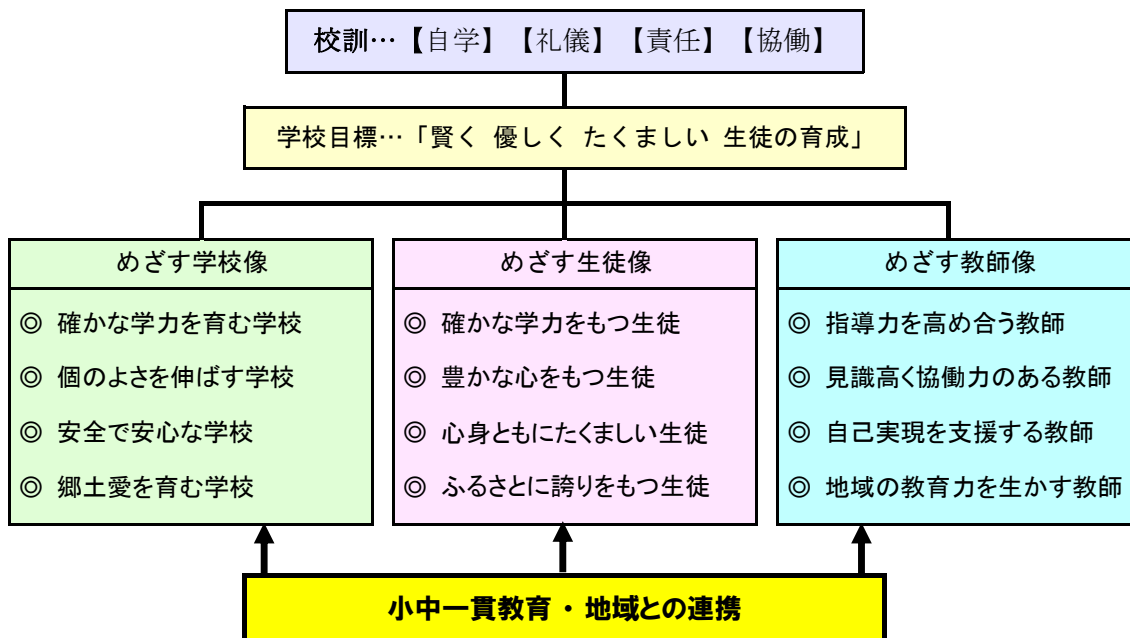 校訓…【自学】【礼儀】【責任】【協働】
学校目標…「賢く 優しく たくましい 生徒の育成」
めざす学校像
◎ 確かな学力を育む学校
◎ 個のよさを伸ばす学校
◎ 安全で安心な学校
◎ 郷土愛を育む学校
めざす生徒像
◎ 確かな学力をもつ生徒
◎ 豊かな心をもつ生徒
◎ 心身ともにたくましい生徒
◎ ふるさとに誇りをもつ生徒
めざす教師像
◎ 指導力を高め合う教師
◎ 見識高く協働力のある教師
◎ 自己実現を支援する教師
◎ 地域の教育力を生かす教師
小中一貫教育・地域との連携